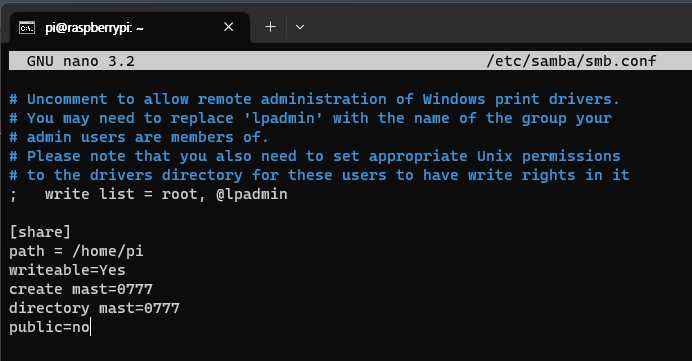 pi@raspberrypi: ~
GNU nano 3.2 /etc/samba/smb.conf
# Uncomment to allow remote administration of Windows print drivers.
# You may need to replace 'lpadmin' with the name of the group your
# admin users are members of.
# Please note that you also need to set appropriate Unix permissions
# to the drivers directory for these users to have write rights in it
;   write list = root, @lpadmin
[share]
path = /home/pi
writeable=Yes
create mast=0777
directory mast=0777
public=no